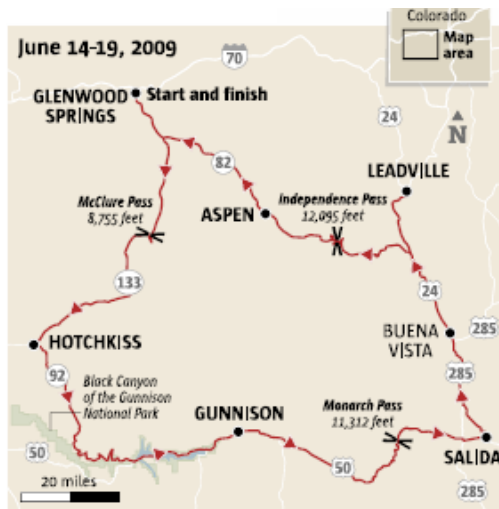 Colorado
Map
area
June 14-19, 2009
70
GLENWOOD
SPRINGS
Start and finish
24
N
82
LEADVILLE
McClure Pass
8,755 feet
Independence Pass
12,095 feet
ASPEN
133
24
HOTCHKISS
BUENA
VISTA
285
92
285
Black Canyon
of the Gunnison
National Park
GUNNISON
Monarch Pass
11,312 feet
50
50
SALIDA
20 miles
285